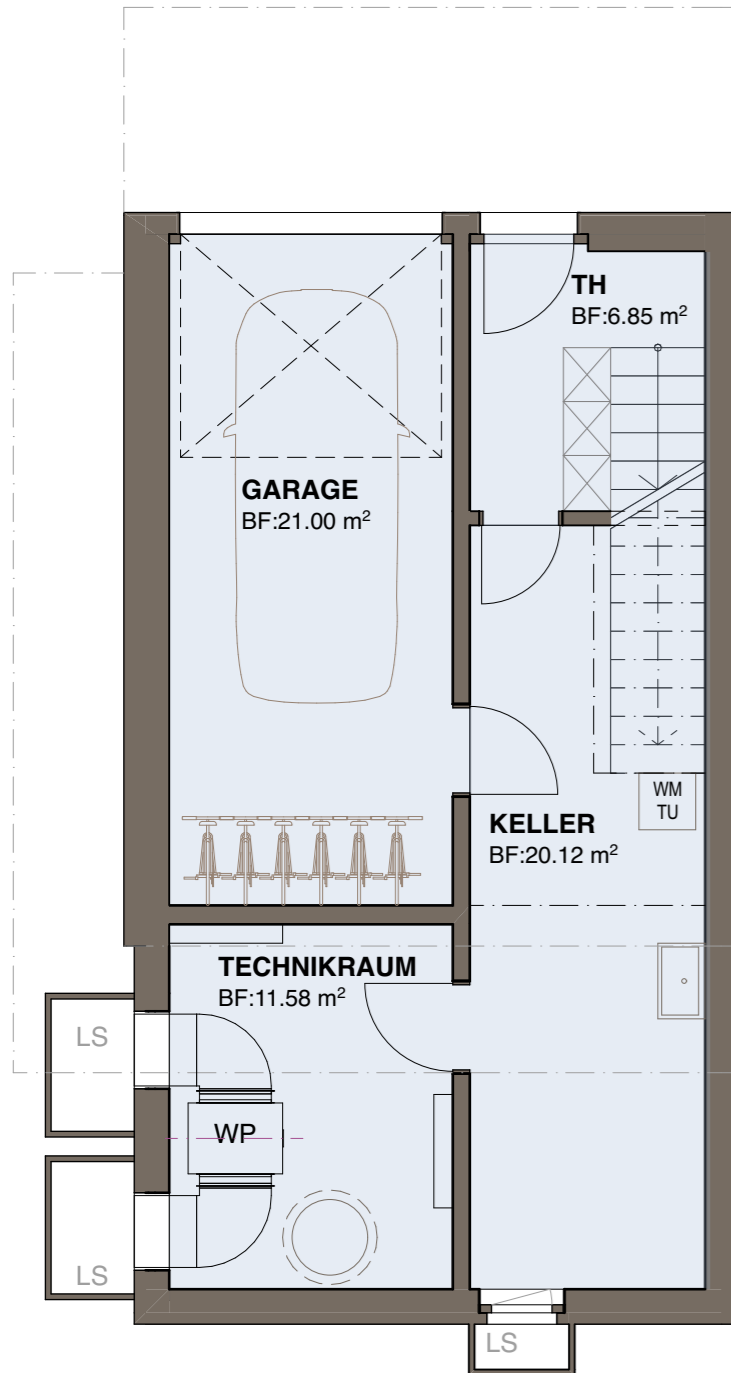 TH
BF:6.85 m²
GARAGE
BF:21.00 m²
WM
TU
KELLER
BF:20.12 m²
TECHNIKRAUM
BF:11.58 m²
LS
WP
LS
LS